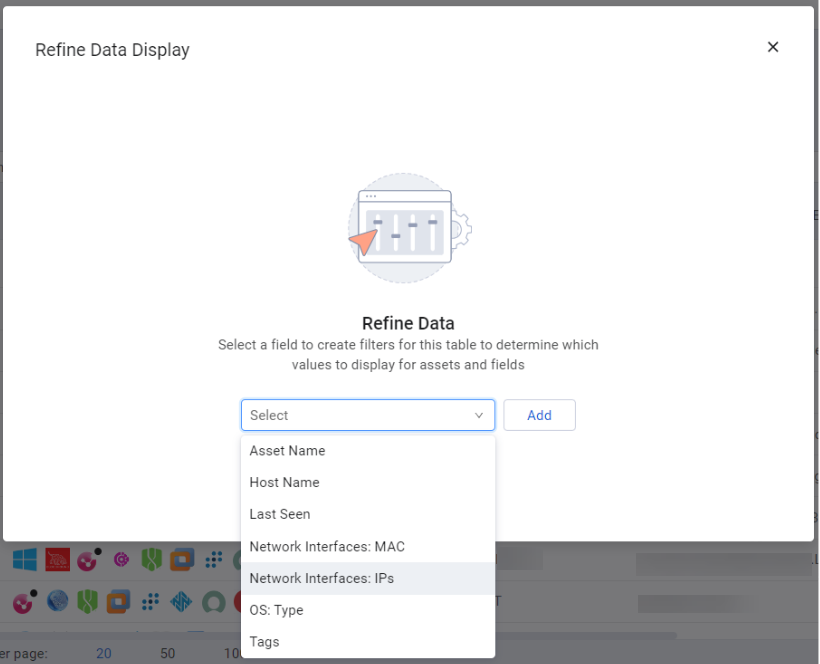 Refine Data Display
Refine Data
Select a field to create filters for this table to determine which
values to display for assets and fields
Select
Add
Asset Name
Host Name
Last Seen
Network Interfaces: MAC
Network Interfaces: IPs
OS: Type
Tags
er page: 20 50 10